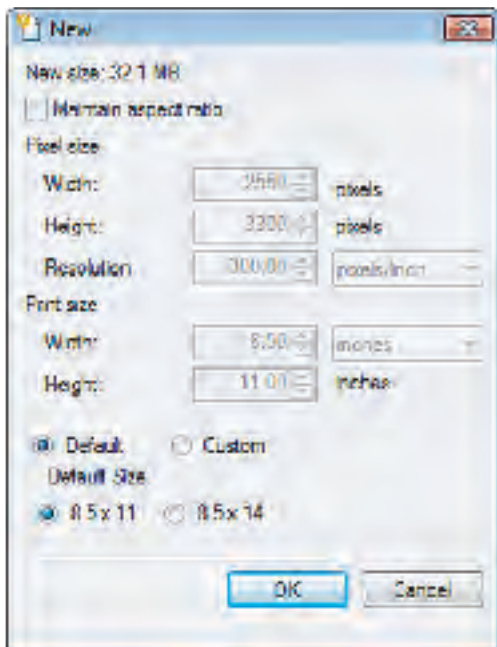 New
New size: 32.1 MB
Maintain aspect ratio
Pixel size
Width: 2550 pixels
Height: 3300 pixels
Resolution 300.00 pixels/inch
Print size
Width: 8.50 inches
Height: 11.00 inches
Default Custom
Default Size
8.5 x 11 8.5 x 14
OK Cancel